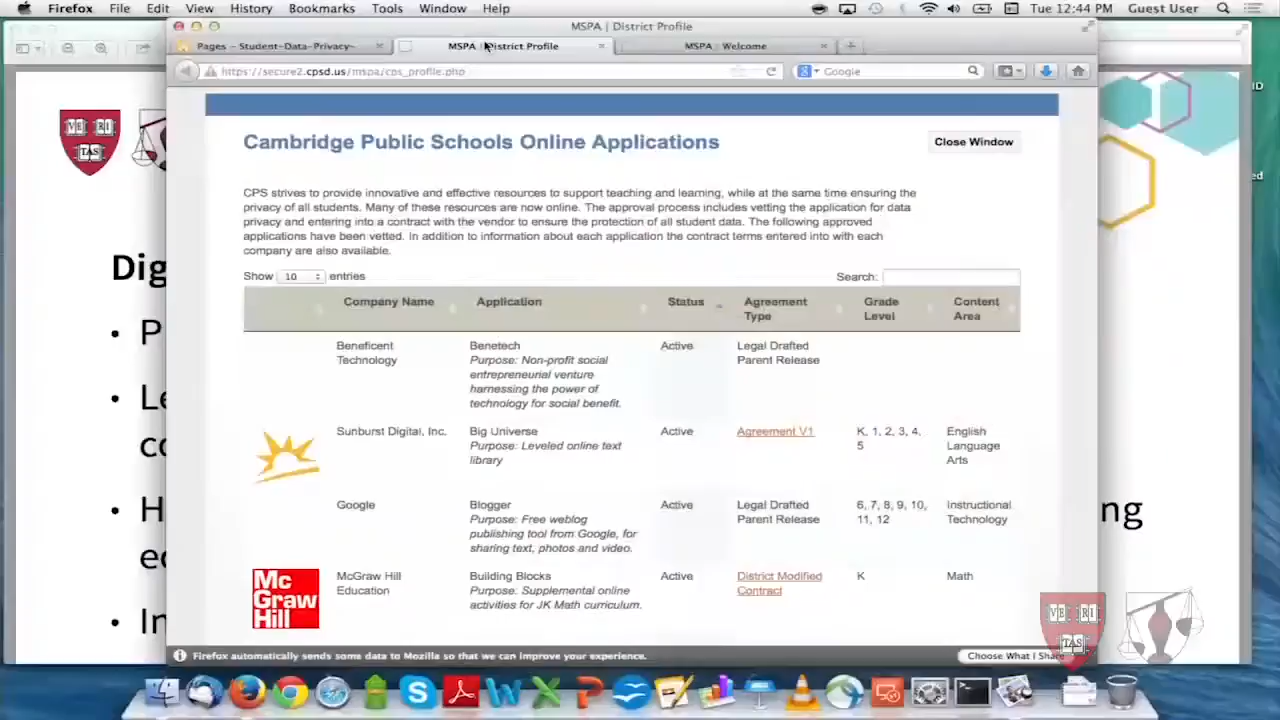 Firefox File Edit View History Bookmarks Tools Window Help Tue 12:44 PM Guest User
MSPA | District Profile
Pages - Student-Data-Privacy- MSPA | District Profile MSPA | Welcome
https://secure2.cpsd.us/mspa/cps_profile.php Google
VE RI TAS
Cambridge Public Schools Online Applications
Close Window
CPS strives to provide innovative and effective resources to support teaching and learning, while at the same time ensuring the
privacy of all students. Many of these resources are now online. The approval process includes vetting the application for data
privacy and entering into a contract with the vendor to ensure the protection of all student data. The following approved
applications have been vetted. In addition to information about each application the contract terms entered into with each
company are also available.
Show 10 entries Search:
Company Name Application Status Agreement Type Grade Level Content Area
Beneficent Technology
Benetech
Purpose: Non-profit social
entrepreneurial venture
harnessing the power of
technology for social benefit.
Active
Legal Drafted
Parent Release
Sunburst Digital, Inc.
Big Universe
Purpose: Leveled online text
library
Active
Agreement V1
K, 1, 2, 3, 4,
5
English
Language
Arts
Google
Blogger
Purpose: Free weblog
publishing tool from Google, for
sharing text, photos and video.
Active
Legal Drafted
Parent Release
6, 7, 8, 9, 10,
11, 12
Instructional
Technology
Mc
Graw
Hill
McGraw Hill
Education
Building Blocks
Purpose: Supplemental online
activities for JK Math curriculum.
Active
District Modified
Contract
K
Math
Dig
P
Le
co
H
ng
ec
In
VE RI TAS
Firefox automatically sends some data to Mozilla so that we can improve your experience.
Choose What I Share